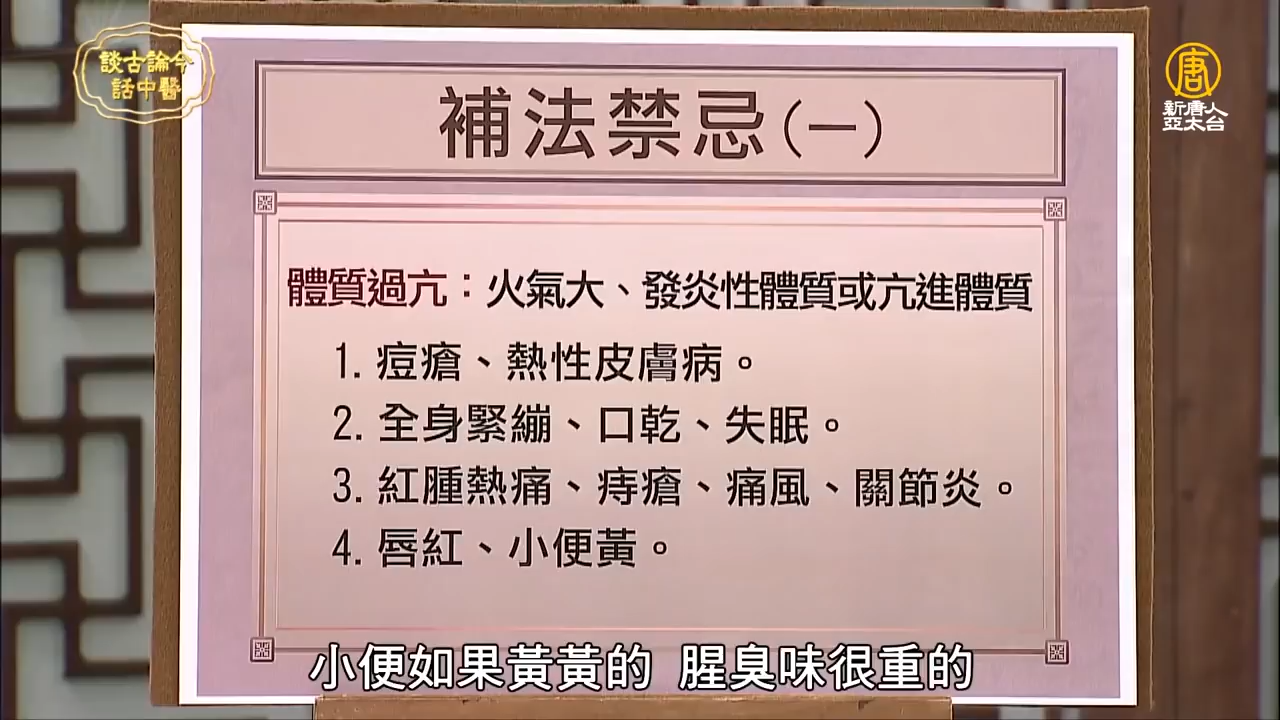 談古論今
話中醫
唐
新唐人
亞太台
補法禁忌(一)
體質過亢：火氣大、發炎性體質或亢進體質
1. 痘瘡、熱性皮膚病。
2. 全身緊繃、口乾、失眠。
3. 紅腫熱痛、痔瘡、痛風、關節炎。
4. 唇紅、小便黃。
小便如果黃黃的 腥臭味很重的